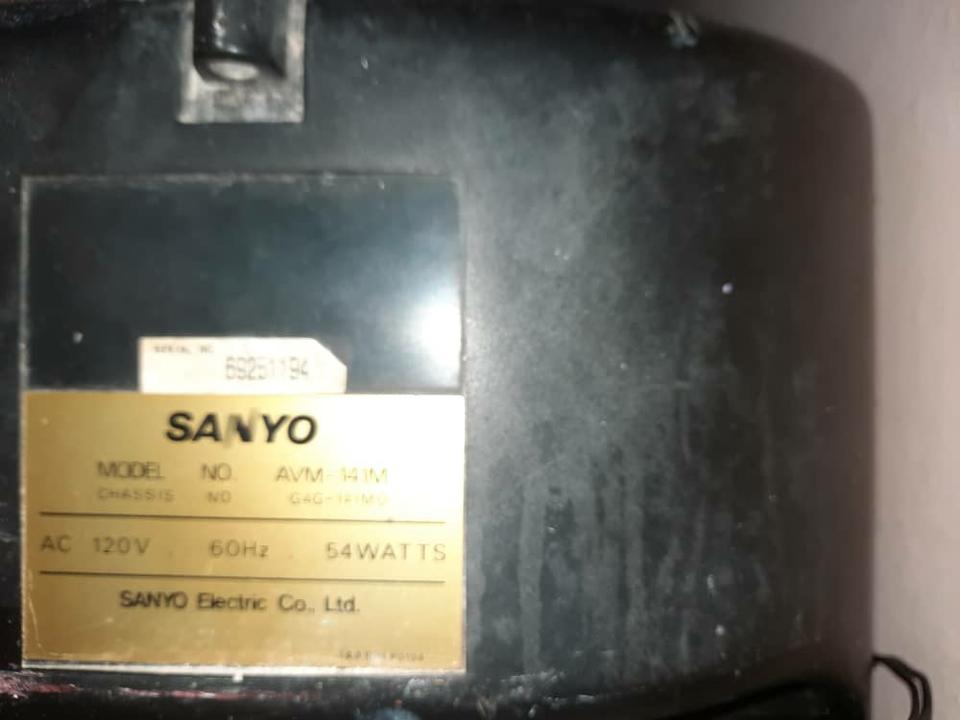 SERIAL NO.
69251194
SANYO
MODEL NO. AVM-141M
CHASSIS NO
AC 120V . 60Hz . 54WATTS
SANYO Electric Co., Ltd.